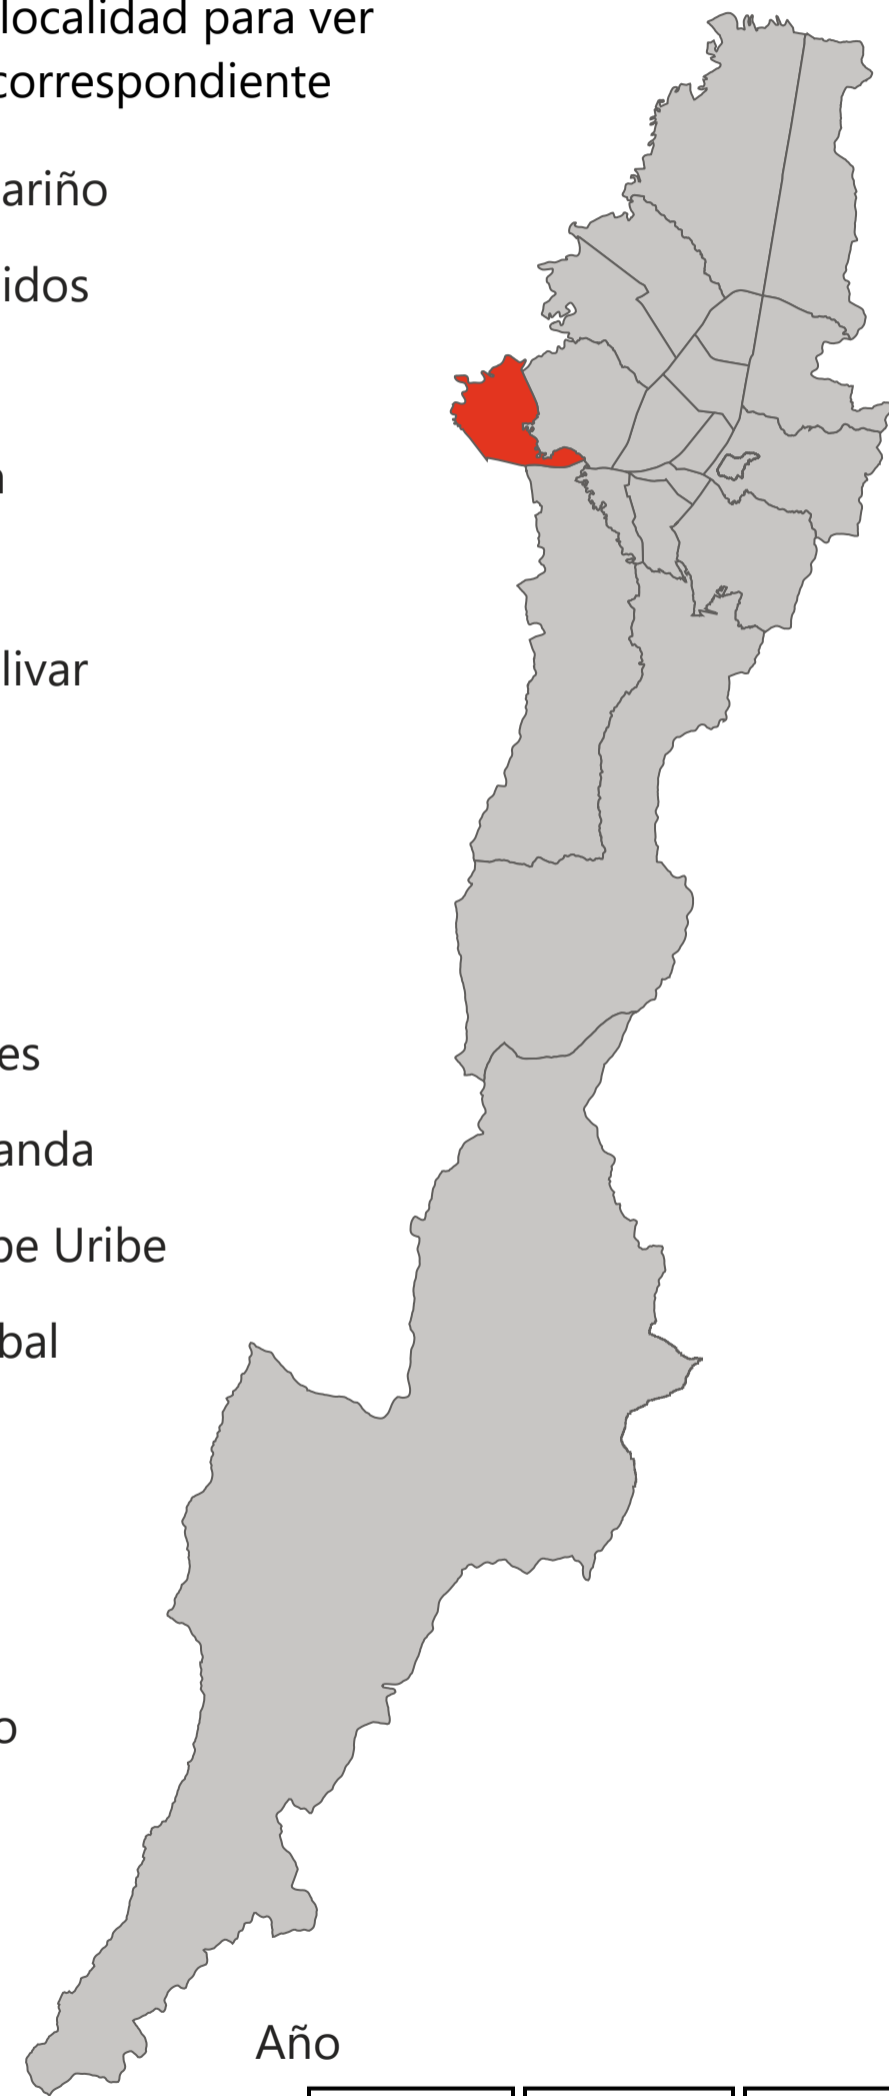 localidad para ver
correspondiente
ariño
idos
livar
es
anda
be Uribe
bal
o
Año